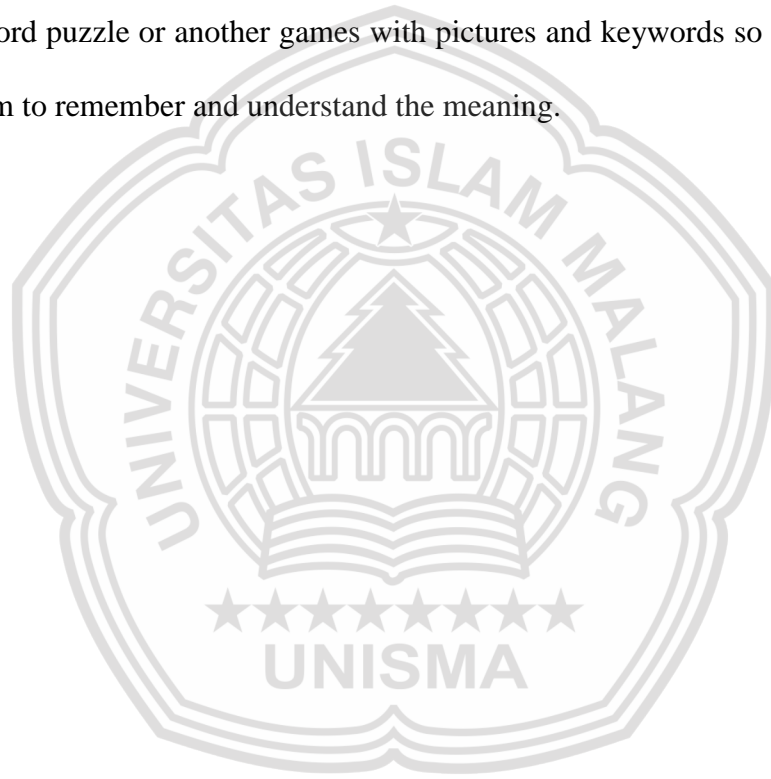 ord puzzle or another games with pictures and keywords so
m to remember and understand the meaning.
UNIVERSITAS ISLAM MALANG
UNISMA